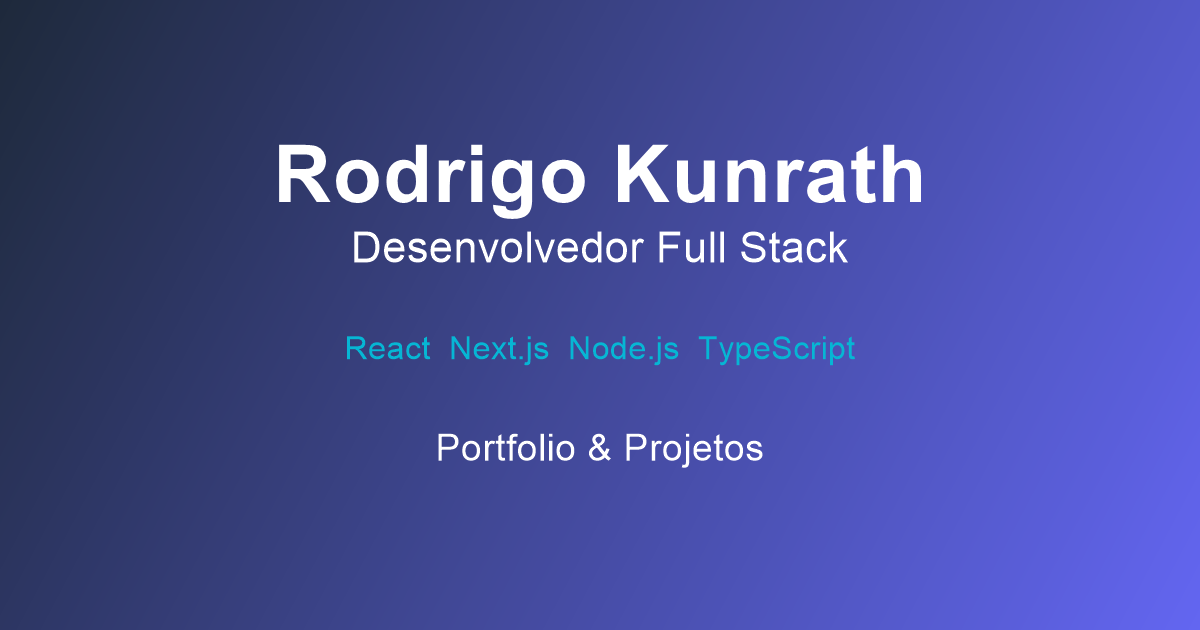 Rodrigo Kunrath
Desenvolvedor Full Stack
React Next.js Node.js TypeScript
Portfolio & Projetos